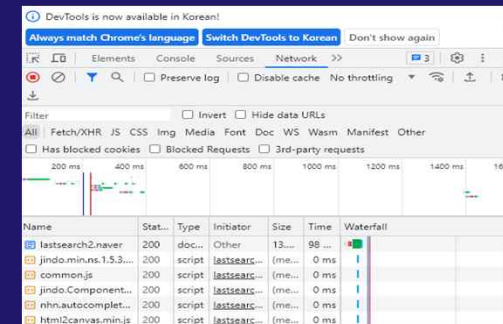 DevTools is now available in Korean!
Always match Chrome's language Switch DevTools to Korean Don't show again
Elements Console Sources Network 3
Preserve log Disable cache No throttling
Filter Invert Hide data URLs
All Fetch/XHR JS CSS Img Media Font Doc WS Wasm Manifest Other
Has blocked cookies Blocked Requests 3rd-party requests
200 ms 400 ms 600 ms 800 ms 1000 ms 1200 ms 1400 ms 16
Name Stat... Type Initiator Size Time Waterfall
lastsearch2.naver 200 doc... Other 13.... 98 ...
jindo.min.ns.1.5.3.... 200 script lastsearc... (me... 0 ms
common.js 200 script lastsearc... (me... 0 ms
jindo.Component... 200 script lastsearc... (me... 0 ms
nhn.autocomplet... 200 script lastsearc... (me... 0 ms
html2canvas.min.js 200 script lastsearc... (me... 0 ms